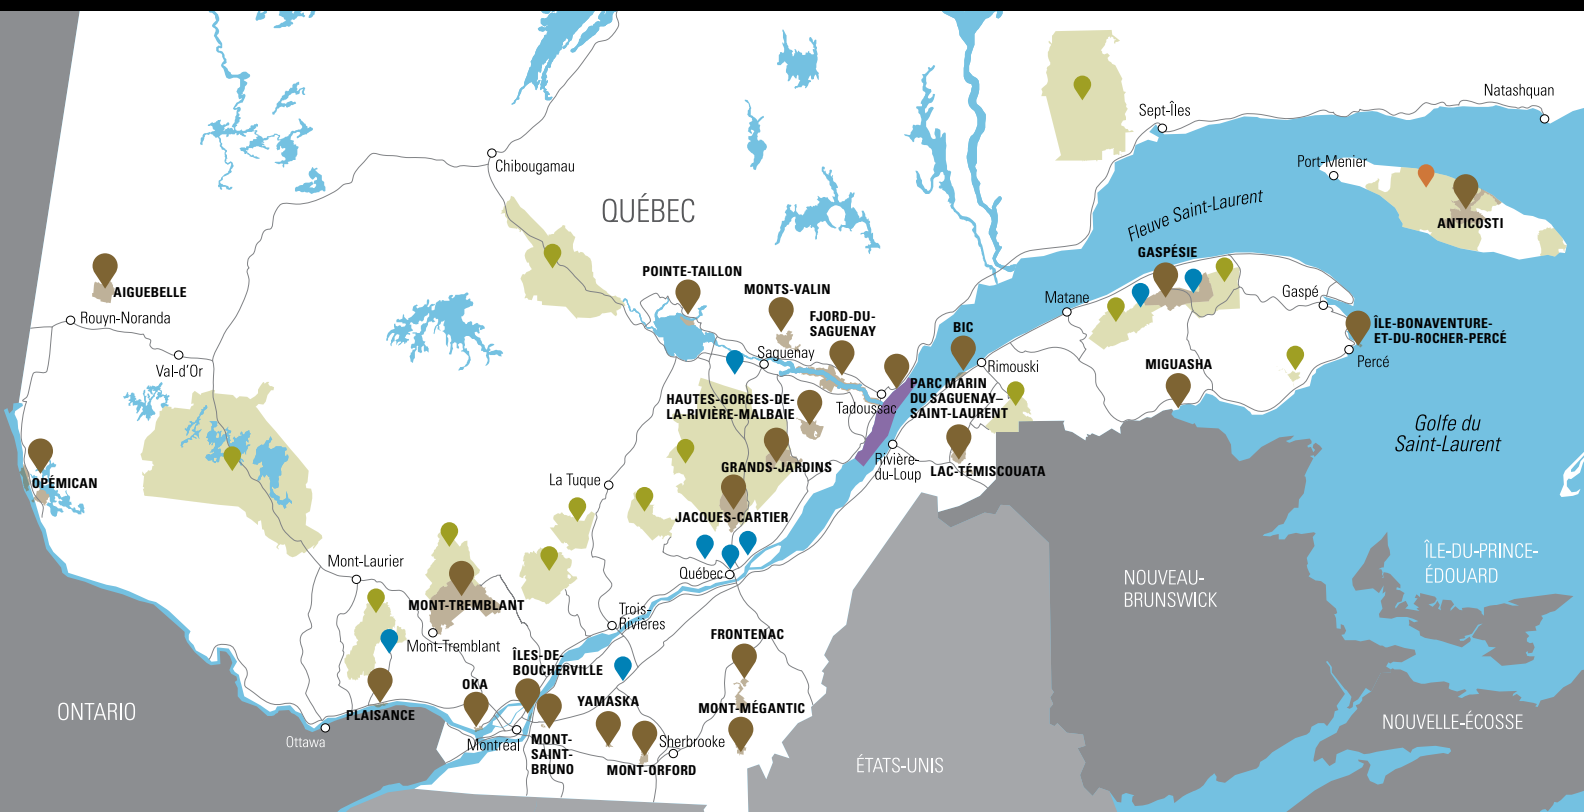 Natashquan
Sept-Îles
Chibougamau
Port-Menier
QUÉBEC
Fleuve Saint-Laurent
ANTICOSTI
GASPÉSIE
POINTE-TAILLON
MONTS-VALIN
AIGUEBELLE
Matane
Gaspé
Rouyn-Noranda
FJORD-DU-
SAGUENAY
BIC
ÎLE-BONAVENTURE-
ET-DU-ROCHER-PERCÉ
Saguenay
Val-d'Or
Rimouski
MIGUASHA
Percé
PARC MARIN
DU SAGUENAY–
SAINT-LAURENT
HAUTES-GORGES-DE-
LA-RIVIÈRE-MALBAIE
Tadoussac
Golfe du
Saint-Laurent
Rivière-
du-Loup
LAC-TÉMISCOUATA
GRANDS-JARDINS
OPÉMICAN
La Tuque
JACQUES-CARTIER
Mont-Laurier
Québec
ÎLE-DU-PRINCE-
ÉDOUARD
NOUVEAU-
BRUNSWICK
MONT-TREMBLANT
Trois-
Rivières
Mont-Tremblant
FRONTENAC
ÎLES-DE-
BOUCHERVILLE
OKA
YAMASKA
MONT-MÉGANTIC
ONTARIO
PLAISANCE
NOUVELLE-ÉCOSSE
Ottawa
Montréal
MONT-
SAINT-
BRUNO
Sherbrooke
MONT-ORFORD
ÉTATS-UNIS